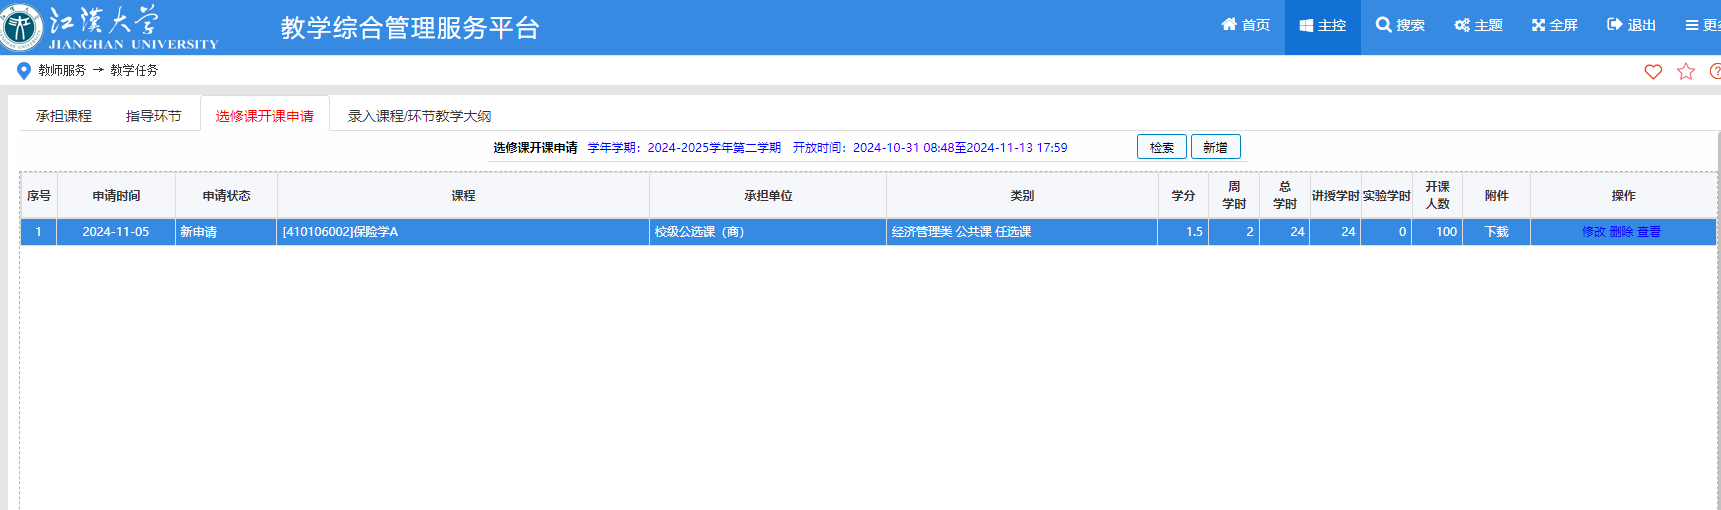 江汉大学
JIANGHAN UNIVERSITY
教学综合管理服务平台
首页 主控 搜索 主题 全屏 退出
教师服务 → 教学任务
承担课程 指导环节 选修课开课申请 录入课程/环节教学大纲
选修课开课申请 学年学期：2024-2025学年第二学期 开放时间：2024-10-31 08:48至2024-11-13 17:59 检索 新增
序号 申请时间 申请状态 课程 承担单位 类别 学分 周学时 总学时 讲授学时 实验学时 开课人数 附件 操作
1 2024-11-05 新申请 [410106002]保险学A 校级公选课（商） 经济管理类 公共课 任选课 1.5 2 24 24 0 100 下载 修改 删除 查看